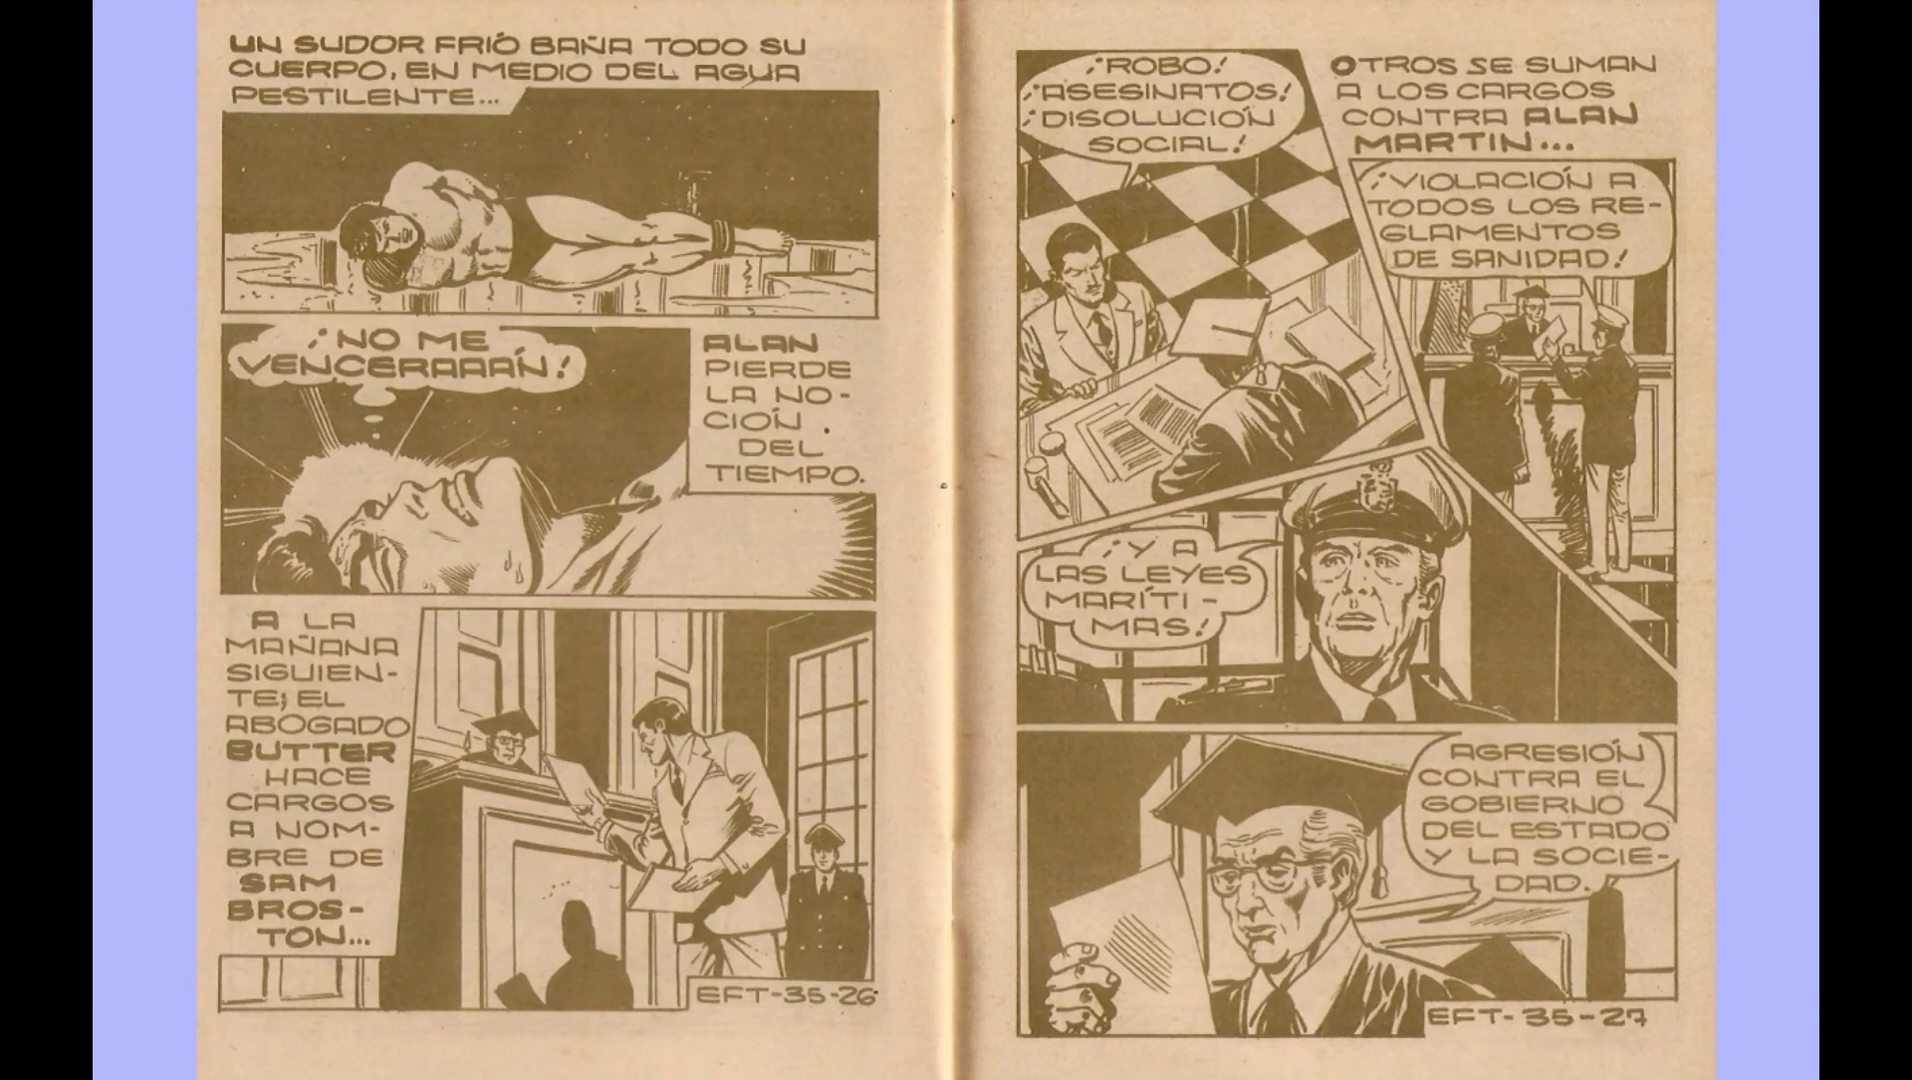 UN SUDOR FRIÓ BAÑA TODO SU
CUERPO, EN MEDIO DEL AGUA
PESTILENTE...
¡NO ME
VENCERAAAÁN!
ALAN
PIERDE
LA NO-
CIÓN
DEL
TIEMPO.
A LA
MAÑANA
SIGUIEN-
TE; EL
ABOGADO
BUTTER
HACE
CARGOS
A NOM-
BRE DE
SAM
BROS-
TON...
EFT-35-26
¡ROBO!
¡ASESINATOS!
¡DISOLUCIÓN
SOCIAL!
OTROS SE SUMAN
A LOS CARGOS
CONTRA ALAN
MARTIN...
¡VIOLACIÓN A
TODOS LOS RE-
GLAMENTOS
DE SANIDAD!
¡Y A
LAS LEYES
MARÍTI-
MAS!
AGRESIÓN
CONTRA EL
GOBIERNO
DEL ESTADO
Y LA SOCIE-
DAD.
EFT-35-27